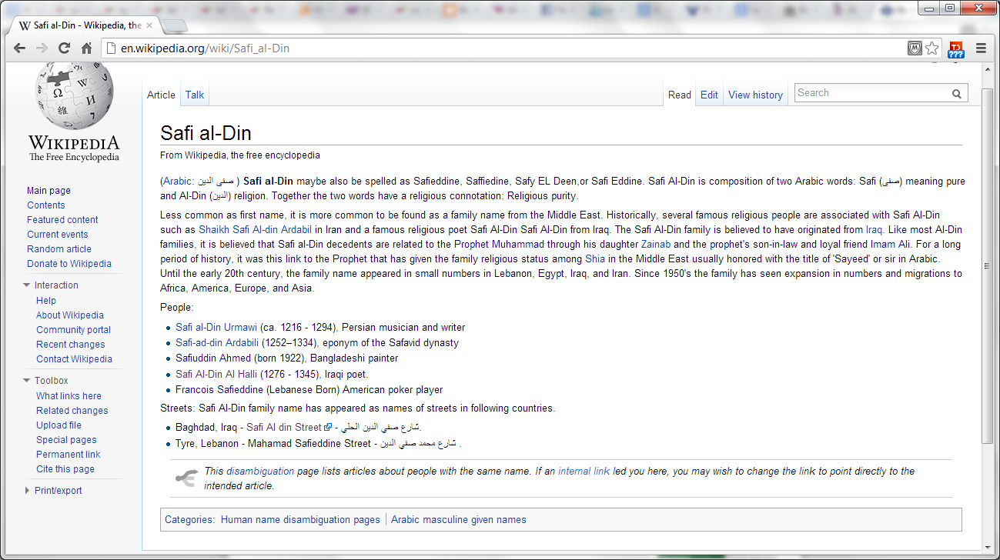 Safi al-Din - Wikipedia, the
en.wikipedia.org/wiki/Safi_al-Din
Article Talk Read Edit View history Search
WIKIPEDIA
The Free Encyclopedia
Main page
Contents
Featured content
Current events
Random article
Donate to Wikipedia
Interaction
Help
About Wikipedia
Community portal
Recent changes
Contact Wikipedia
Toolbox
What links here
Related changes
Upload file
Special pages
Permanent link
Cite this page
Print/export
Safi al-Din
From Wikipedia, the free encyclopedia
(Arabic: صفى الدين ) Safi al-Din maybe also be spelled as Safieddine, Saffiedine, Safy EL Deen,or Safi Eddine. Safi Al-Din is composition of two Arabic words: Safi (صفى) meaning pure
and Al-Din (الدين) religion. Together the two words have a religious connotation: Religious purity.
Less common as first name, it is more common to be found as a family name from the Middle East. Historically, several famous religious people are associated with Safi Al-Din
such as Shaikh Safi Al-din Ardabil in Iran and a famous religious poet Safi Al-Din Safi Al-Din from Iraq. The Safi Al-Din family is believed to have originated from Iraq. Like most Al-Din
families, it is believed that Safi al-Din decedents are related to the Prophet Muhammad through his daughter Zainab and the prophet's son-in-law and loyal friend Imam Ali. For a long
period of history, it was this link to the Prophet that has given the family religious status among Shia in the Middle East usually honored with the title of 'Sayeed' or sir in Arabic.
Until the early 20th century, the family name appeared in small numbers in Lebanon, Egypt, Iraq, and Iran. Since 1950's the family has seen expansion in numbers and migrations to
Africa, America, Europe, and Asia.
People:
Safi al-Din Urmawi (ca. 1216 - 1294), Persian musician and writer
Safi-ad-din Ardabili (1252–1334), eponym of the Safavid dynasty
Safiuddin Ahmed (born 1922), Bangladeshi painter
Safi Al-Din Al Halli (1276 - 1345), Iraqi poet.
Francois Safieddine (Lebanese Born) American poker player
Streets: Safi Al-Din family name has appeared as names of streets in following countries.
Baghdad, Iraq - Safi Al din Street - شارع صفي الدين الحلي.
Tyre, Lebanon - Mahamad Safieddine Street - شارع محمد صفي الدين .
This disambiguation page lists articles about people with the same name. If an internal link led you here, you may wish to change the link to point directly to the
intended article.
Categories: Human name disambiguation pages | Arabic masculine given names